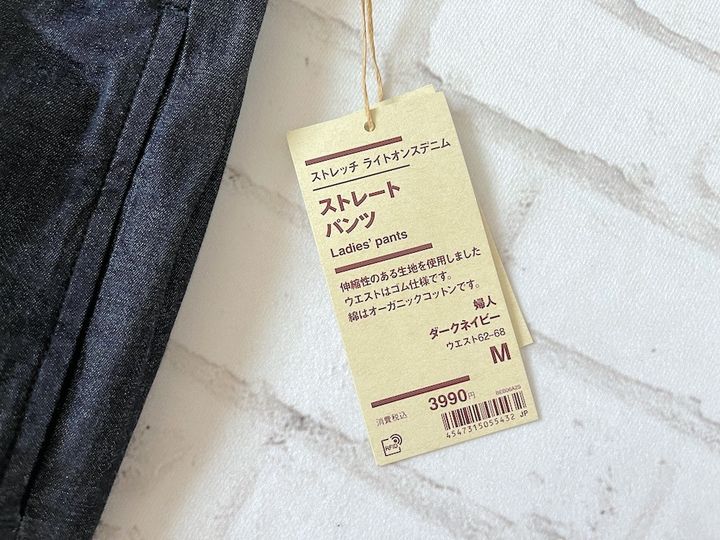 ストレッチ ライトオンスデニム
ストレート
パンツ
Ladies' pants
伸縮性のある生地を使用しました
ウエストはゴム仕様です。
綿はオーガニックコットンです。
婦人
ダークネイビー
ウエスト62-68
M
消費税込 3990円
4547315055432 JP
RFID